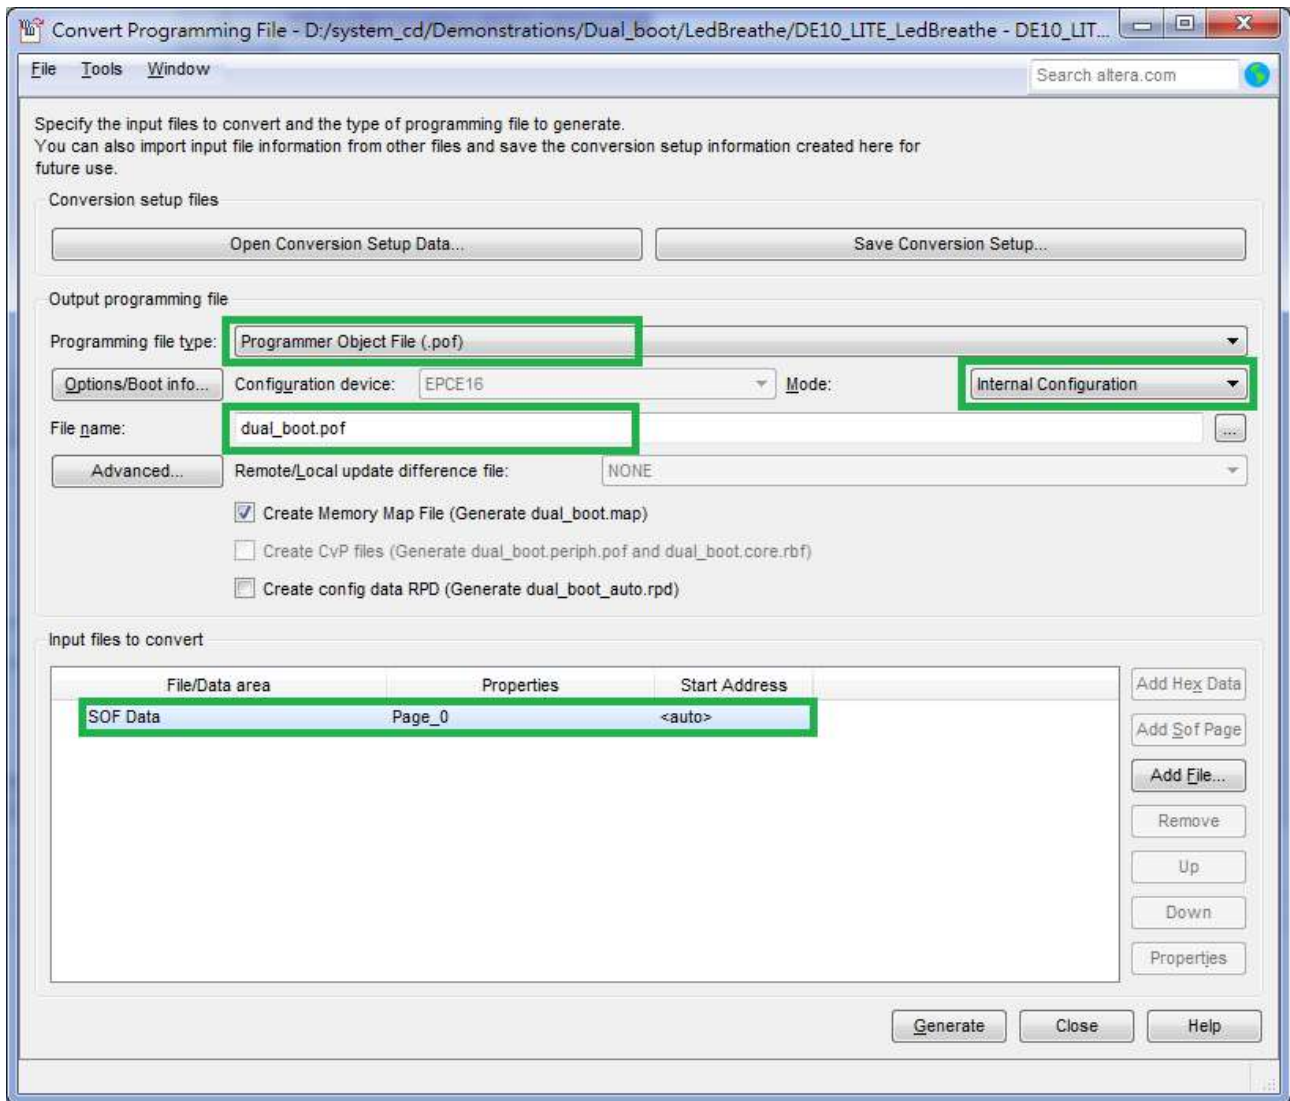 Convert Programming File - D:/system_cd/Demonstrations/Dual_boot/LedBreathe/DE10_LITE_LedBreathe - DE10_LIT...
File Tools Window Search altera.com
Specify the input files to convert and the type of programming file to generate.
You can also import input file information from other files and save the conversion setup information created here for
future use.
Conversion setup files
Open Conversion Setup Data... Save Conversion Setup...
Output programming file
Programming file type: Programmer Object File (.pof)
Options/Boot info... Configuration device: EPCE16 Mode: Internal Configuration
File name: dual_boot.pof ...
Advanced... Remote/Local update difference file: NONE
Create Memory Map File (Generate dual_boot.map)
Create CvP files (Generate dual_boot.periph.pof and dual_boot.core.rbf)
Create config data RPD (Generate dual_boot_auto.rpd)
Input files to convert
File/Data area Properties Start Address Add Hex Data
SOF Data Page_0 <auto> Add Sof Page
Add File...
Remove
Up
Down
Properties
Generate Close Help